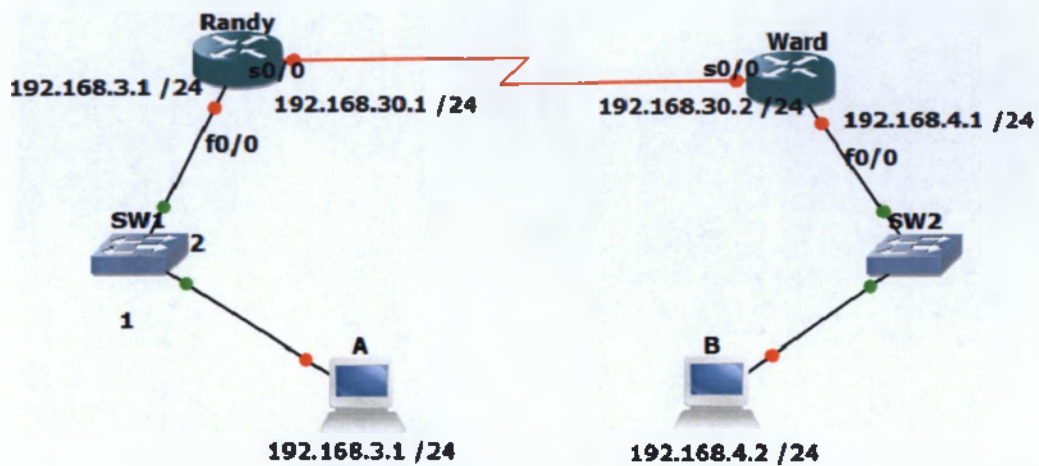 Randy
s0/0
192.168.3.1 /24
192.168.30.1 /24
f0/0
Ward
s0/0
192.168.30.2 /24
192.168.4.1 /24
f0/0
SW1
2
1
SW2
A
192.168.3.1 /24
B
192.168.4.2 /24